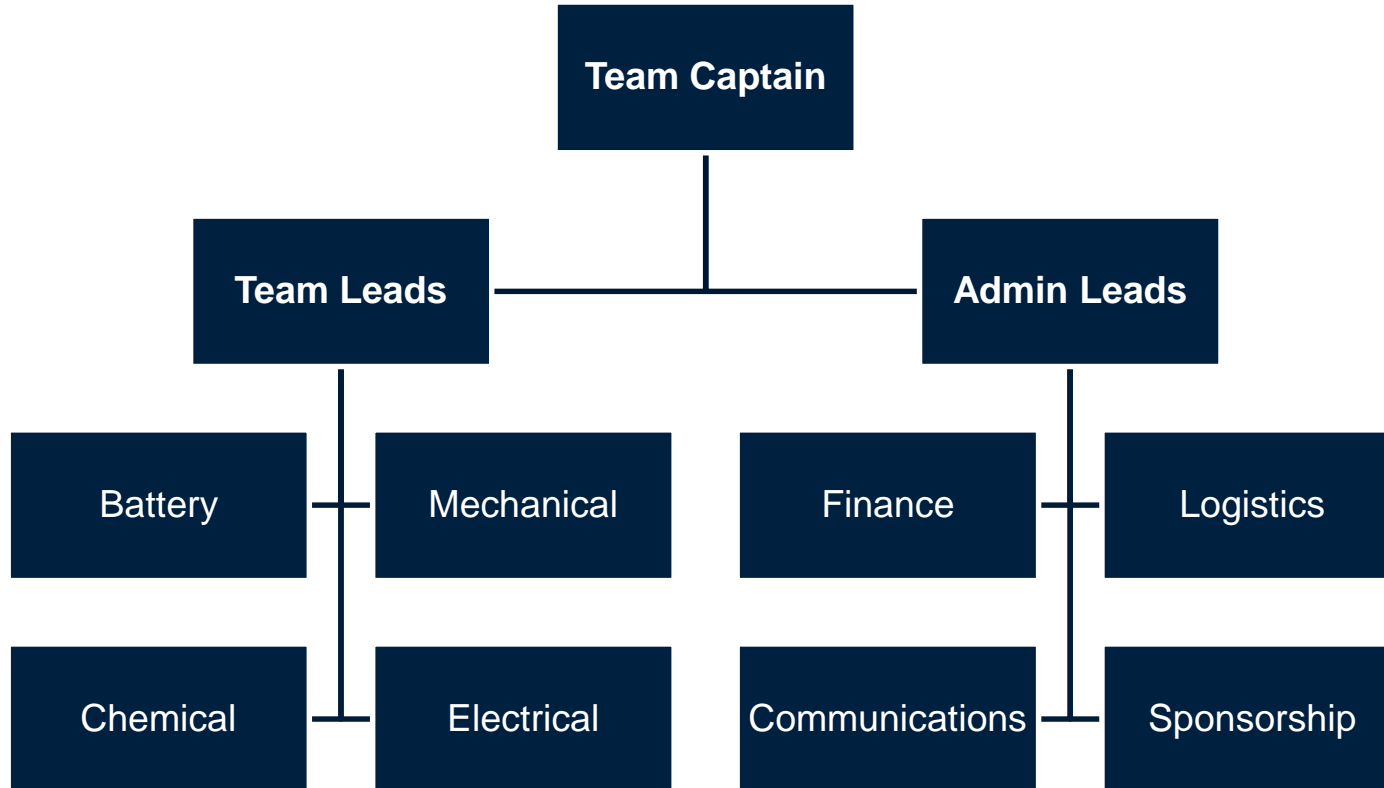 Team Captain
Team Leads
Admin Leads
Battery
Mechanical
Finance
Logistics
Chemical
Electrical
Communications
Sponsorship